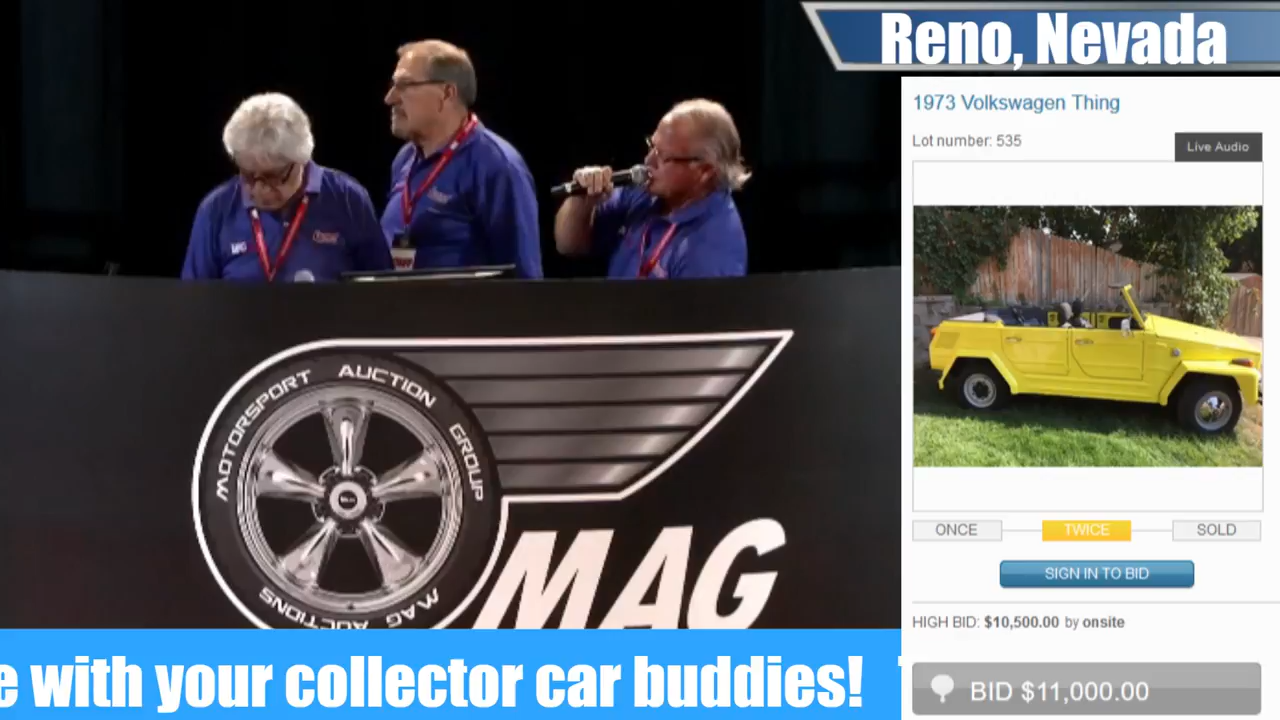 Reno, Nevada
1973 Volkswagen Thing
Lot number: 535
Live Audio
MOTORSPORT AUCTION GROUP
MAG AUCTIONS
MAG
ONCE
TWICE
SOLD
SIGN IN TO BID
HIGH BID: $10,500.00 by onsite
BID $11,000.00
e with your collector car buddies!